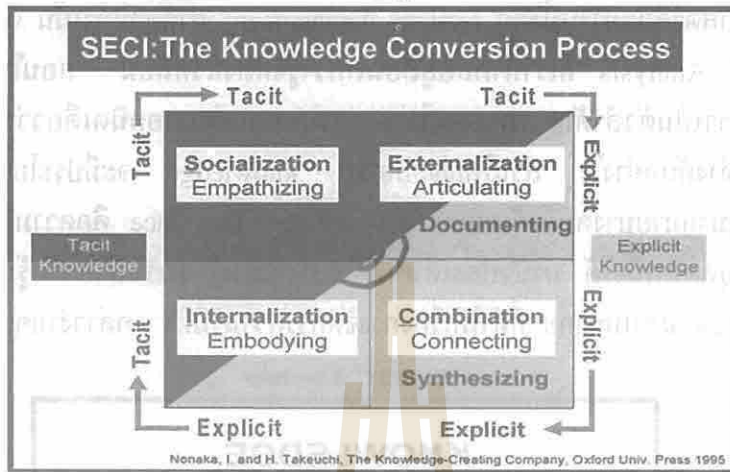 SECI:The Knowledge Conversion Process
Tacit
Tacit
Tacit
Explicit
Socialization
Empathizing
Externalization
Articulating
Documenting
Tacit
Knowledge
Explicit
Knowledge
Internalization
Embodying
Combination
Connecting
Synthesizing
Tacit
Explicit
Explicit
Explicit
Nonaka, I. and H. Takeuchi, The Knowledge-Creating Company, Oxford Univ. Press 1995